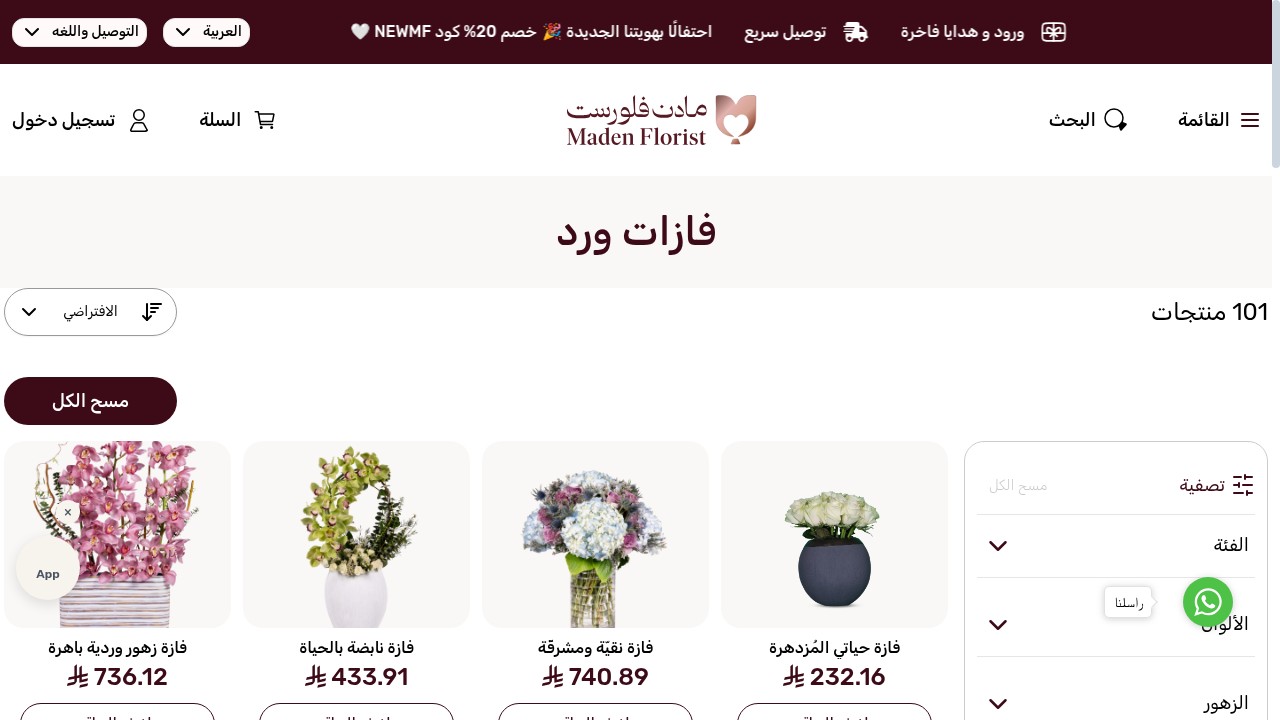 ورود و هدايا فاخرة
توصيل سريع
احتفالًا بهويتنا الجديدة 🎉 خصم 20% كود NEWMF 🤍
العربية
التوصيل واللغه
القائمة
البحث
مادن فلورست
Maden Florist
السلة
تسجيل دخول
فازات ورد
101 منتجات
الافتراضي
مسح الكل
تصفية
مسح الكل
الفئة
الألوان
الزهور
راسلنا
×
App
فازة حياتي المُزدهرة
232.16
فازة نقيّة ومشرقّة
740.89
فازة نابضة بالحياة
433.91
فازة زهور وردية باهرة
736.12